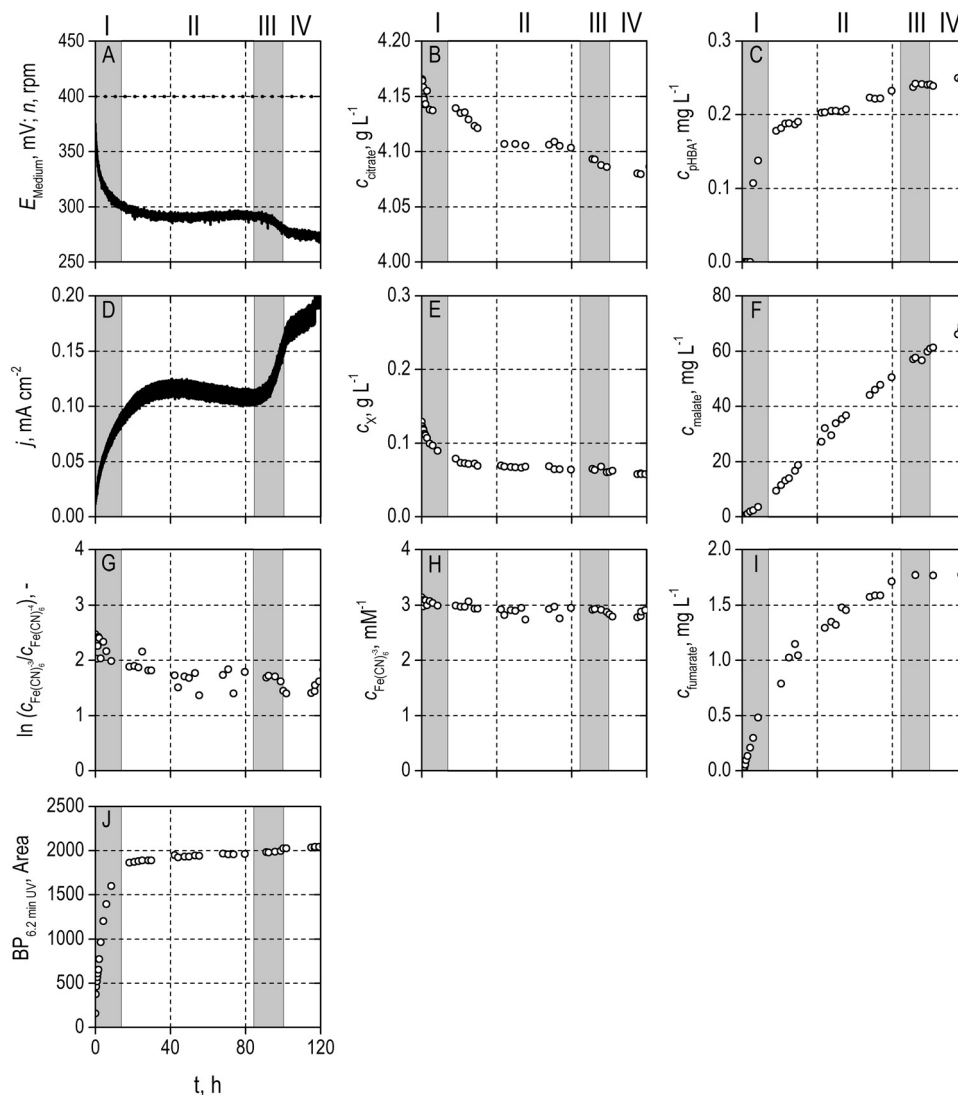 I II III IV I II III IV I II III IV
A
E_Medium, mV; n, rpm
450
400
350
300
250
B
c_citrate, g L⁻¹
4.20
4.15
4.10
4.05
4.00
C
c_pHBA, mg L⁻¹
0.3
0.2
0.1
0.0
D
j, mA cm⁻²
0.20
0.15
0.10
0.05
0.00
E
c_X, g L⁻¹
0.3
0.2
0.1
0.0
F
c_malate, mg L⁻¹
80
60
40
20
0
G
ln (c_Fe(CN)₆⁻³/c_Fe(CN)₆⁻⁴), -
4
3
2
1
0
H
c_Fe(CN)₆⁻³, mM⁻¹
4
3
2
1
0
I
c_fumarate, mg L⁻¹
2.0
1.5
1.0
0.5
0.0
J
BP_6.2 min UV, Area
2500
2000
1500
1000
500
0
0 40 80 120
t, h